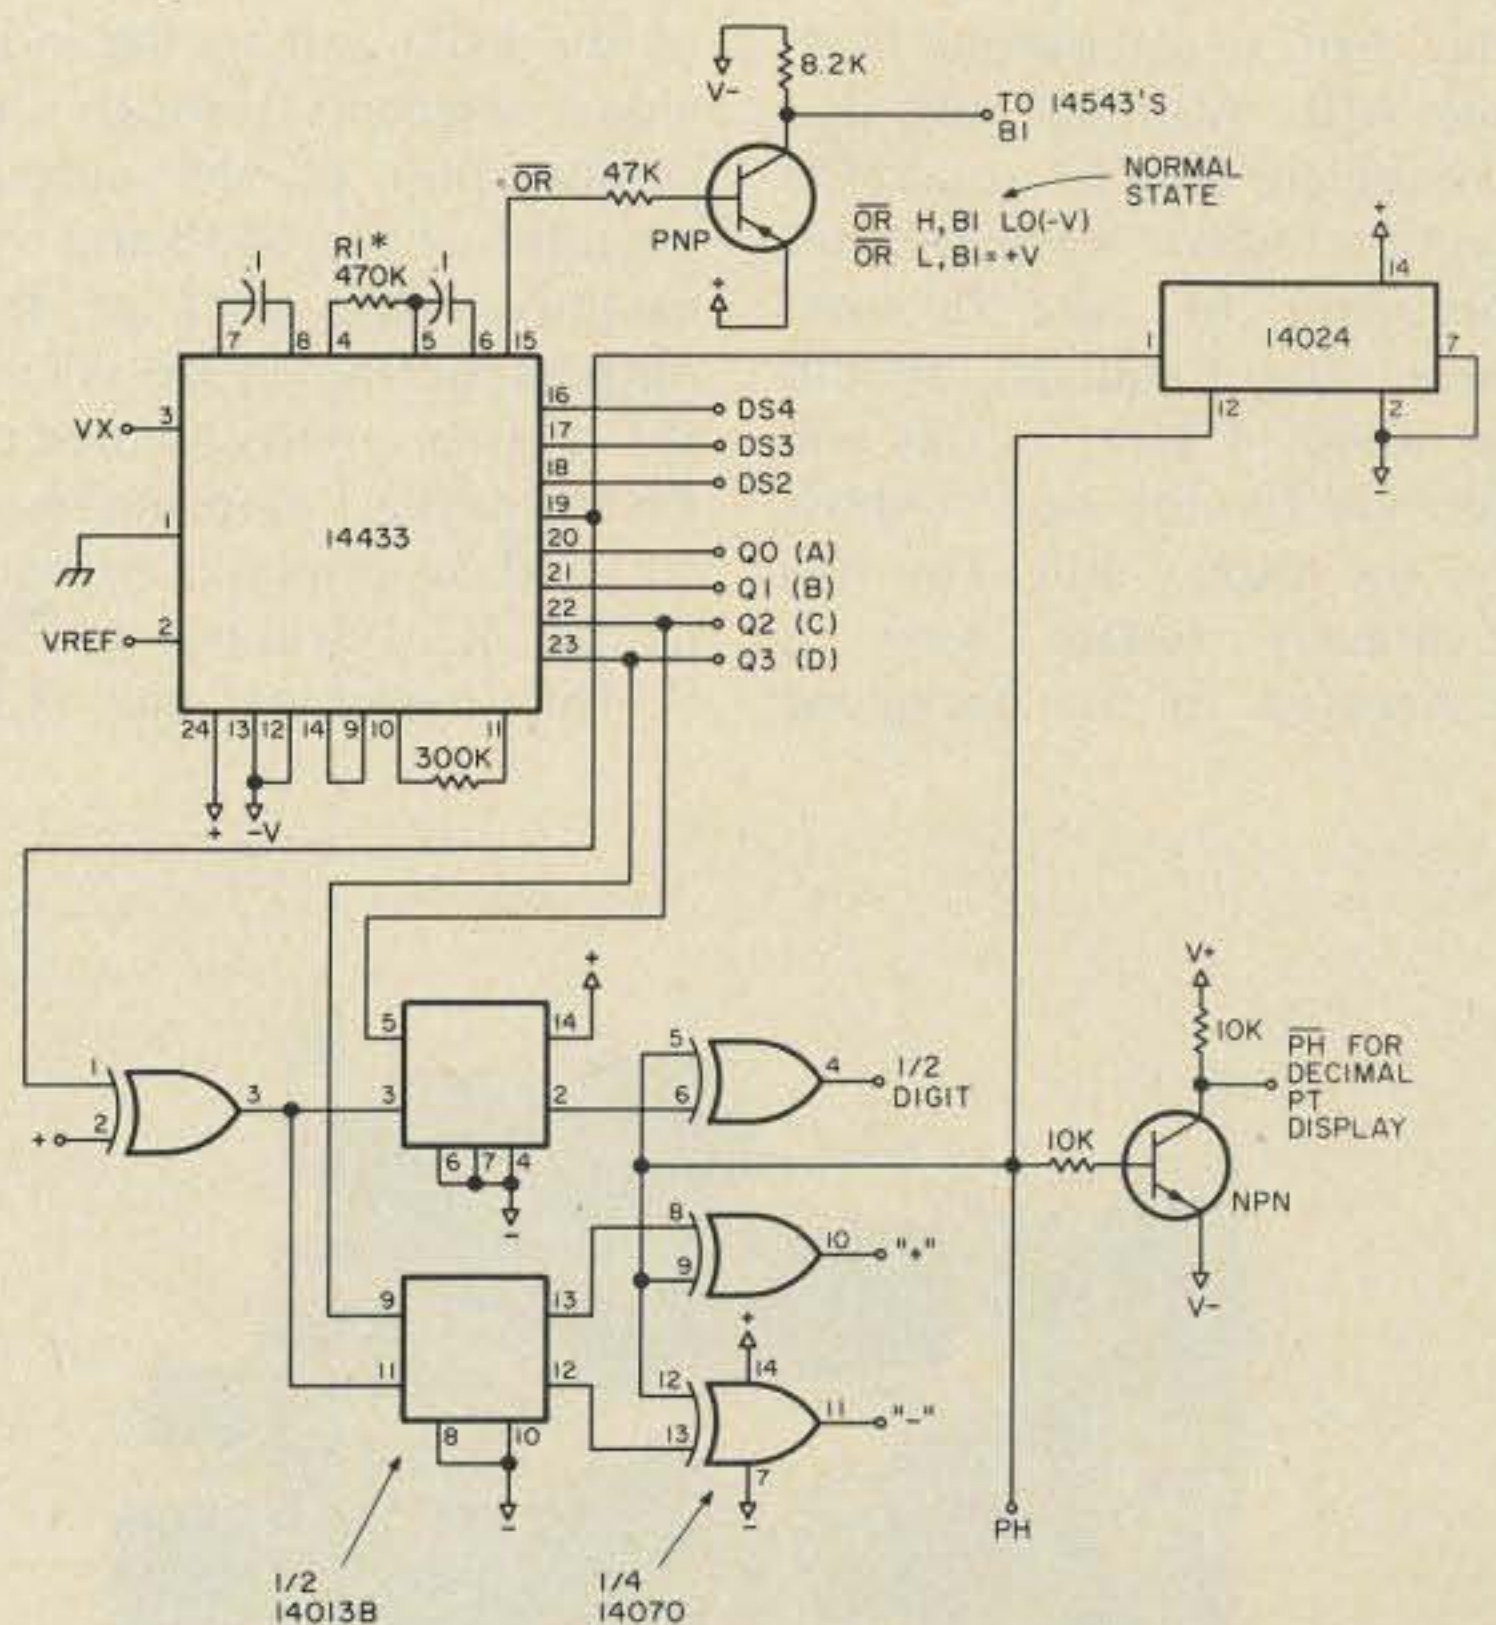 8.2K
V-
TO 14543'S
BI
NORMAL
STATE
OR
47K
PNP
OR H, BI LO(-V)
OR L, BI=+V
+
+
14
14024
1
7
12
2
-
R1*
470K
.1
.1
7
8
4
5
6
15
VX
3
1
VREF
2
14433
16
DS4
17
DS3
18
DS2
19
20
Q0 (A)
21
Q1 (B)
22
Q2 (C)
23
Q3 (D)
24
13
12
14
9
10
11
300K
+
-V
+
5
14
3
2
6
7
4
-
1
2
3
+
5
6
4
1/2
DIGIT
V+
10K
PH FOR
DECIMAL
PT
DISPLAY
10K
NPN
V-
8
9
10
"+"
9
13
11
12
8
10
-
+
14
12
13
11
"-"
7
-
PH
1/2
14013B
1/4
14070